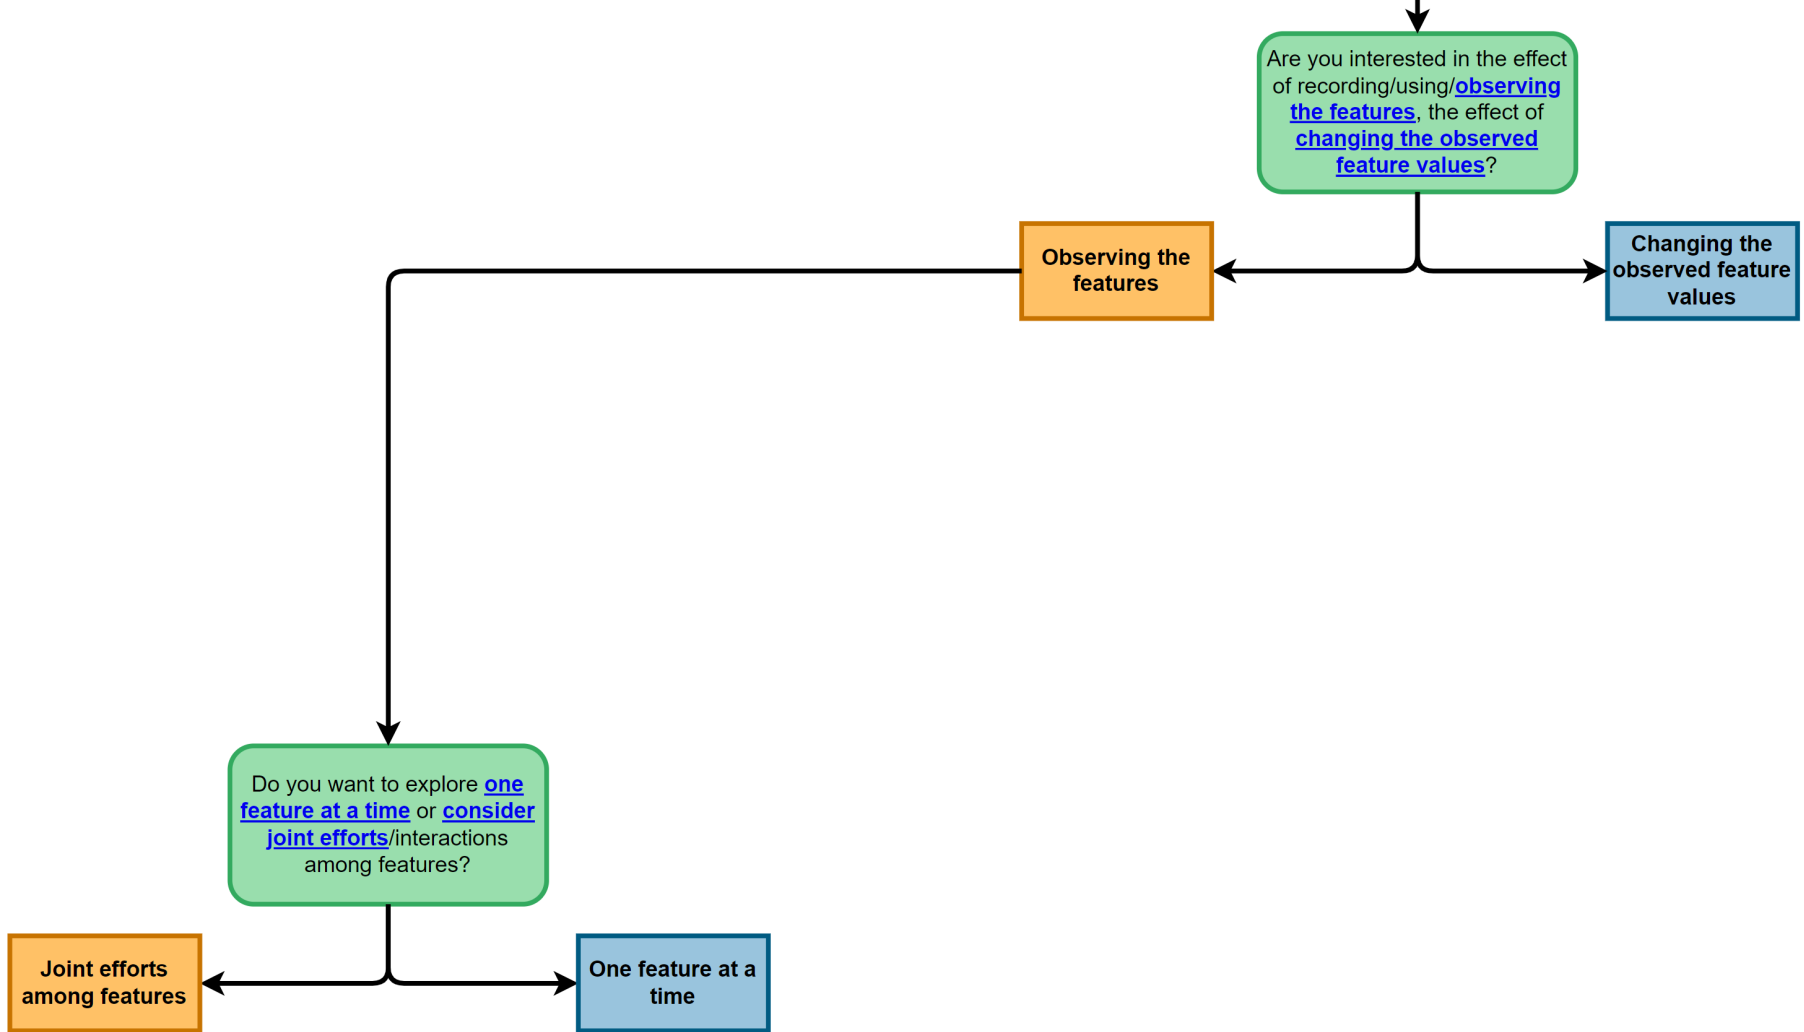 Are you interested in the effect
of recording/using/observing
the features, the effect of
changing the observed
feature values?
Observing the
features
Changing the
observed feature
values
Do you want to explore one
feature at a time or consider
joint efforts/interactions
among features?
Joint efforts
among features
One feature at a
time